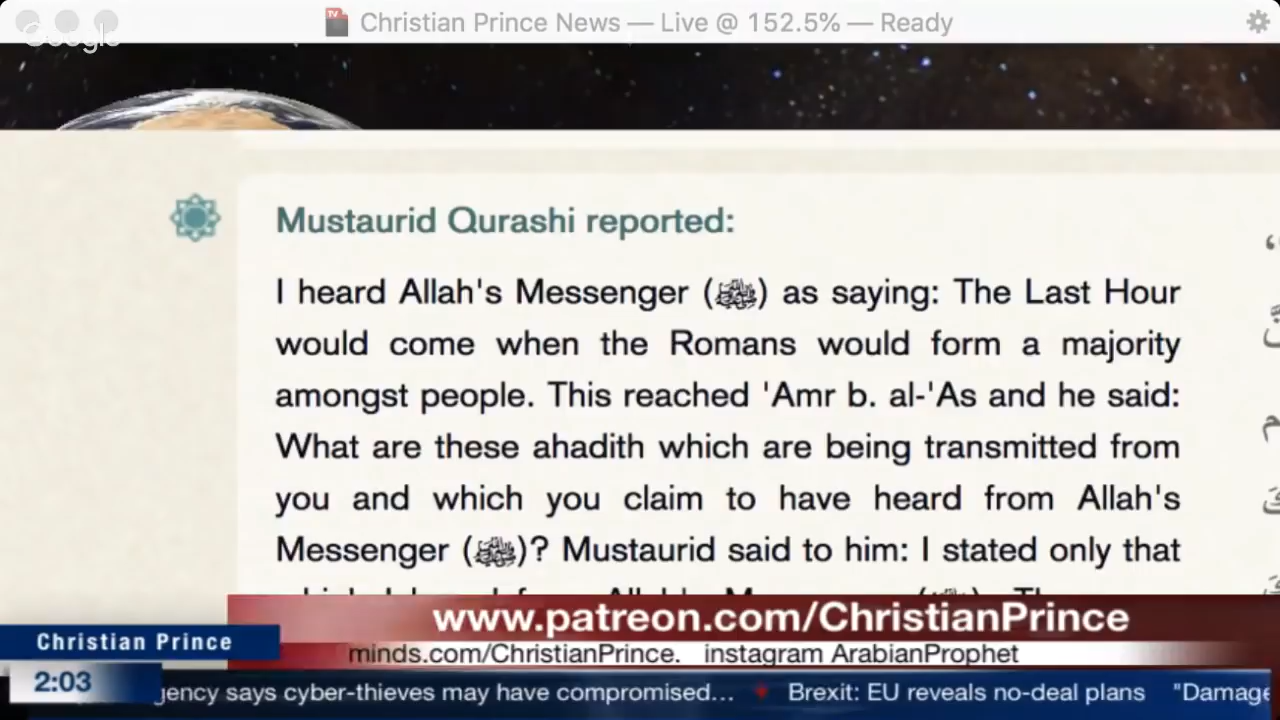 Christian Prince News — Live @ 152.5% — Ready
Google
Mustaurid Qurashi reported:
I heard Allah's Messenger (ﷺ) as saying: The Last Hour
would come when the Romans would form a majority
amongst people. This reached 'Amr b. al-'As and he said:
What are these ahadith which are being transmitted from
you and which you claim to have heard from Allah's
Messenger (ﷺ)? Mustaurid said to him: I stated only that
www.patreon.com/ChristianPrince
Christian Prince
minds.com/ChristianPrince. instagram ArabianProphet
2:03
gency says cyber-thieves may have compromised... Brexit: EU reveals no-deal plans "Damage